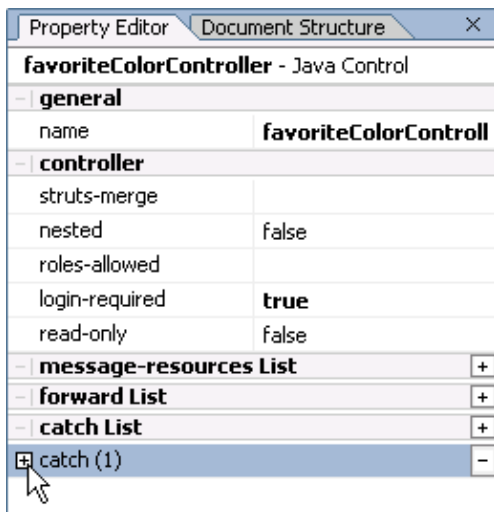 Property Editor Document Structure
favoriteColorController - Java Control
general
name favoriteColorControll
controller
struts-merge
nested false
roles-allowed
login-required true
read-only false
message-resources List
forward List
catch List
catch (1)